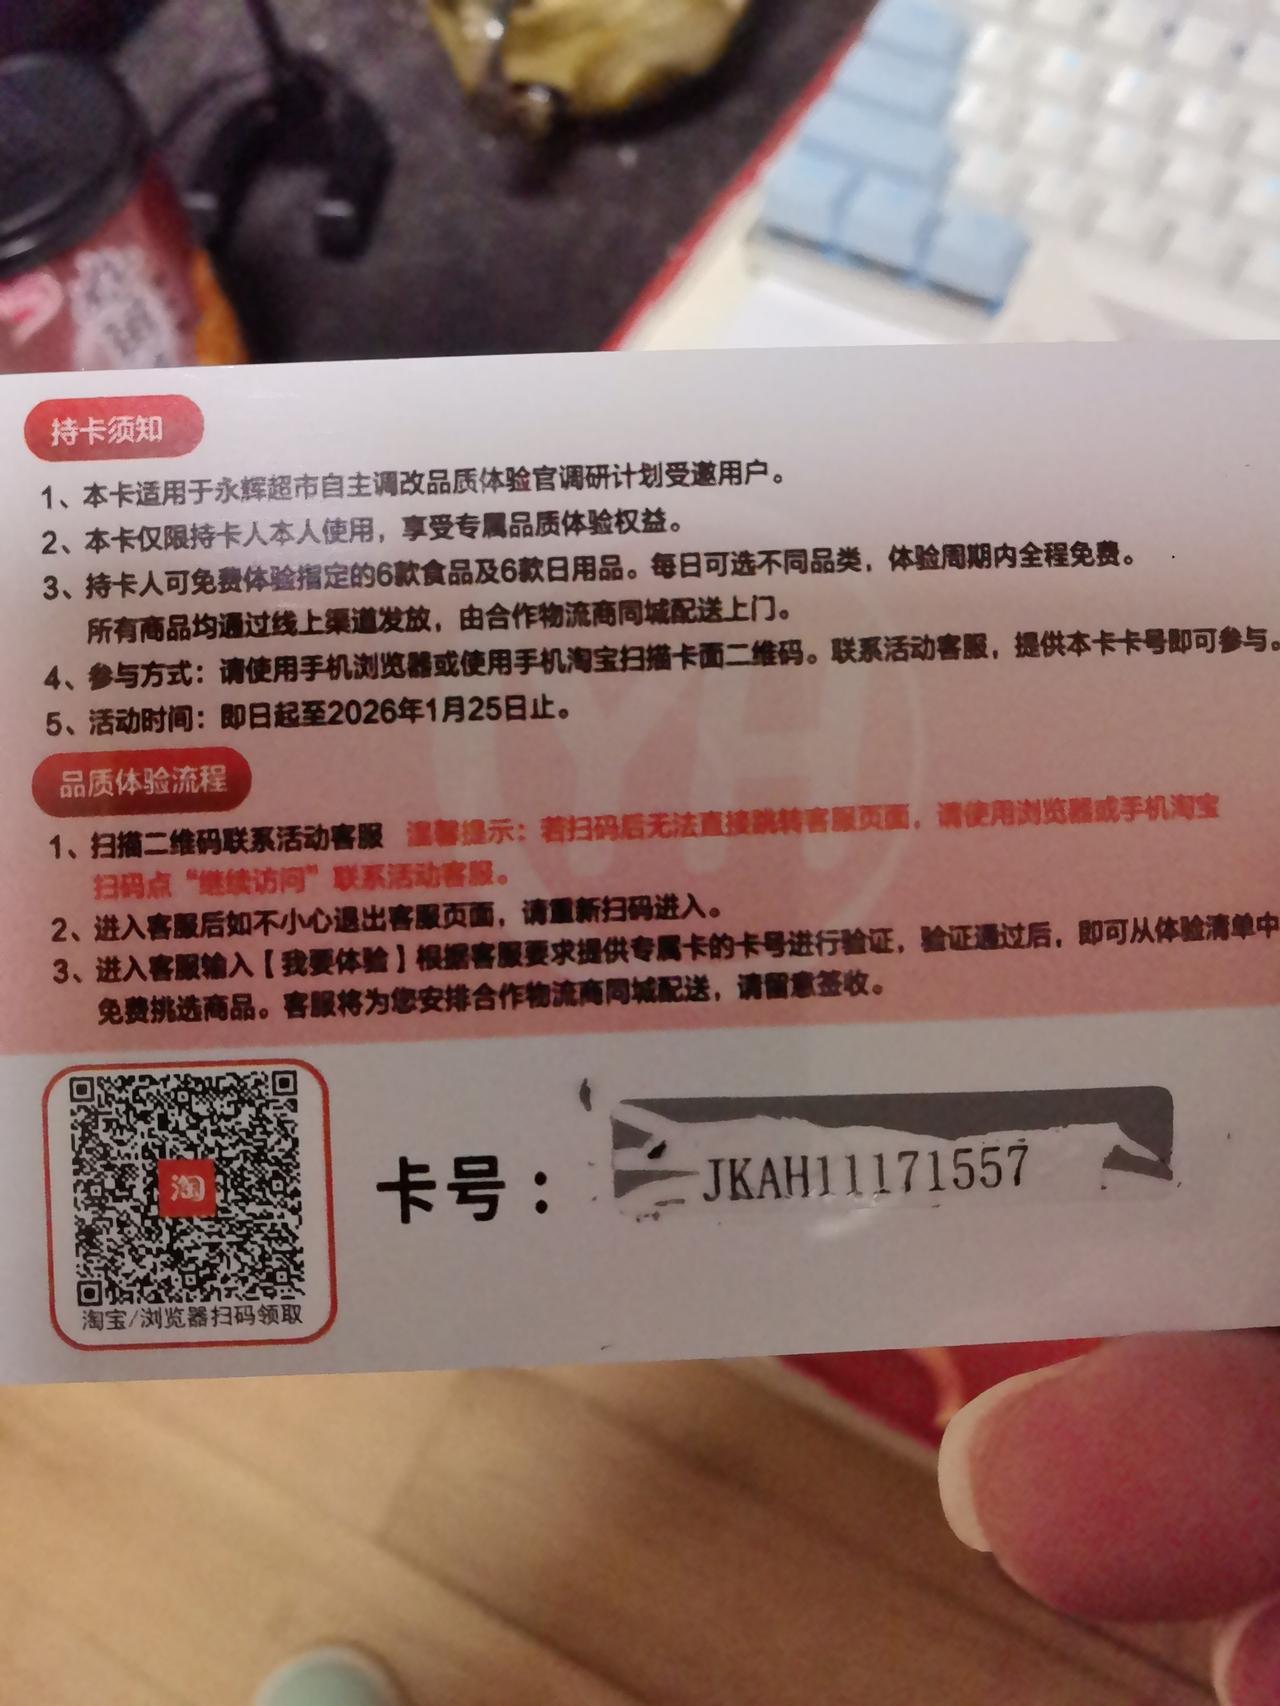 持卡须知
1、本卡适用于永辉超市自主调改品质体验官调研计划受邀用户。
2、本卡仅限持卡人本人使用，享受专属品质体验权益。
3、持卡人可免费体验指定的6款食品及6款日用品。每日可选不同品类，体验周期内全程免费。
所有商品均通过线上渠道发放，由合作物流商同城配送上门。
4、参与方式：请使用手机浏览器或使用手机淘宝扫描卡面二维码。联系活动客服，提供本卡卡号即可参与。
5、活动时间：即日起至2026年1月25日止。
品质体验流程
1、扫描二维码联系活动客服 温馨提示：若扫码后无法直接跳转客服页面，请使用浏览器或手机淘宝
扫码点“继续访问”联系活动客服。
2、进入客服后如不小心退出客服页面，请重新扫码进入。
3、进入客服输入【我要体验】根据客服要求提供专属卡的卡号进行验证，验证通过后，即可从体验清单中
免费挑选商品。客服将为您安排合作物流商同城配送，请留意签收。
YH
淘
淘宝/浏览器扫码领取
卡号：JKAH11171557